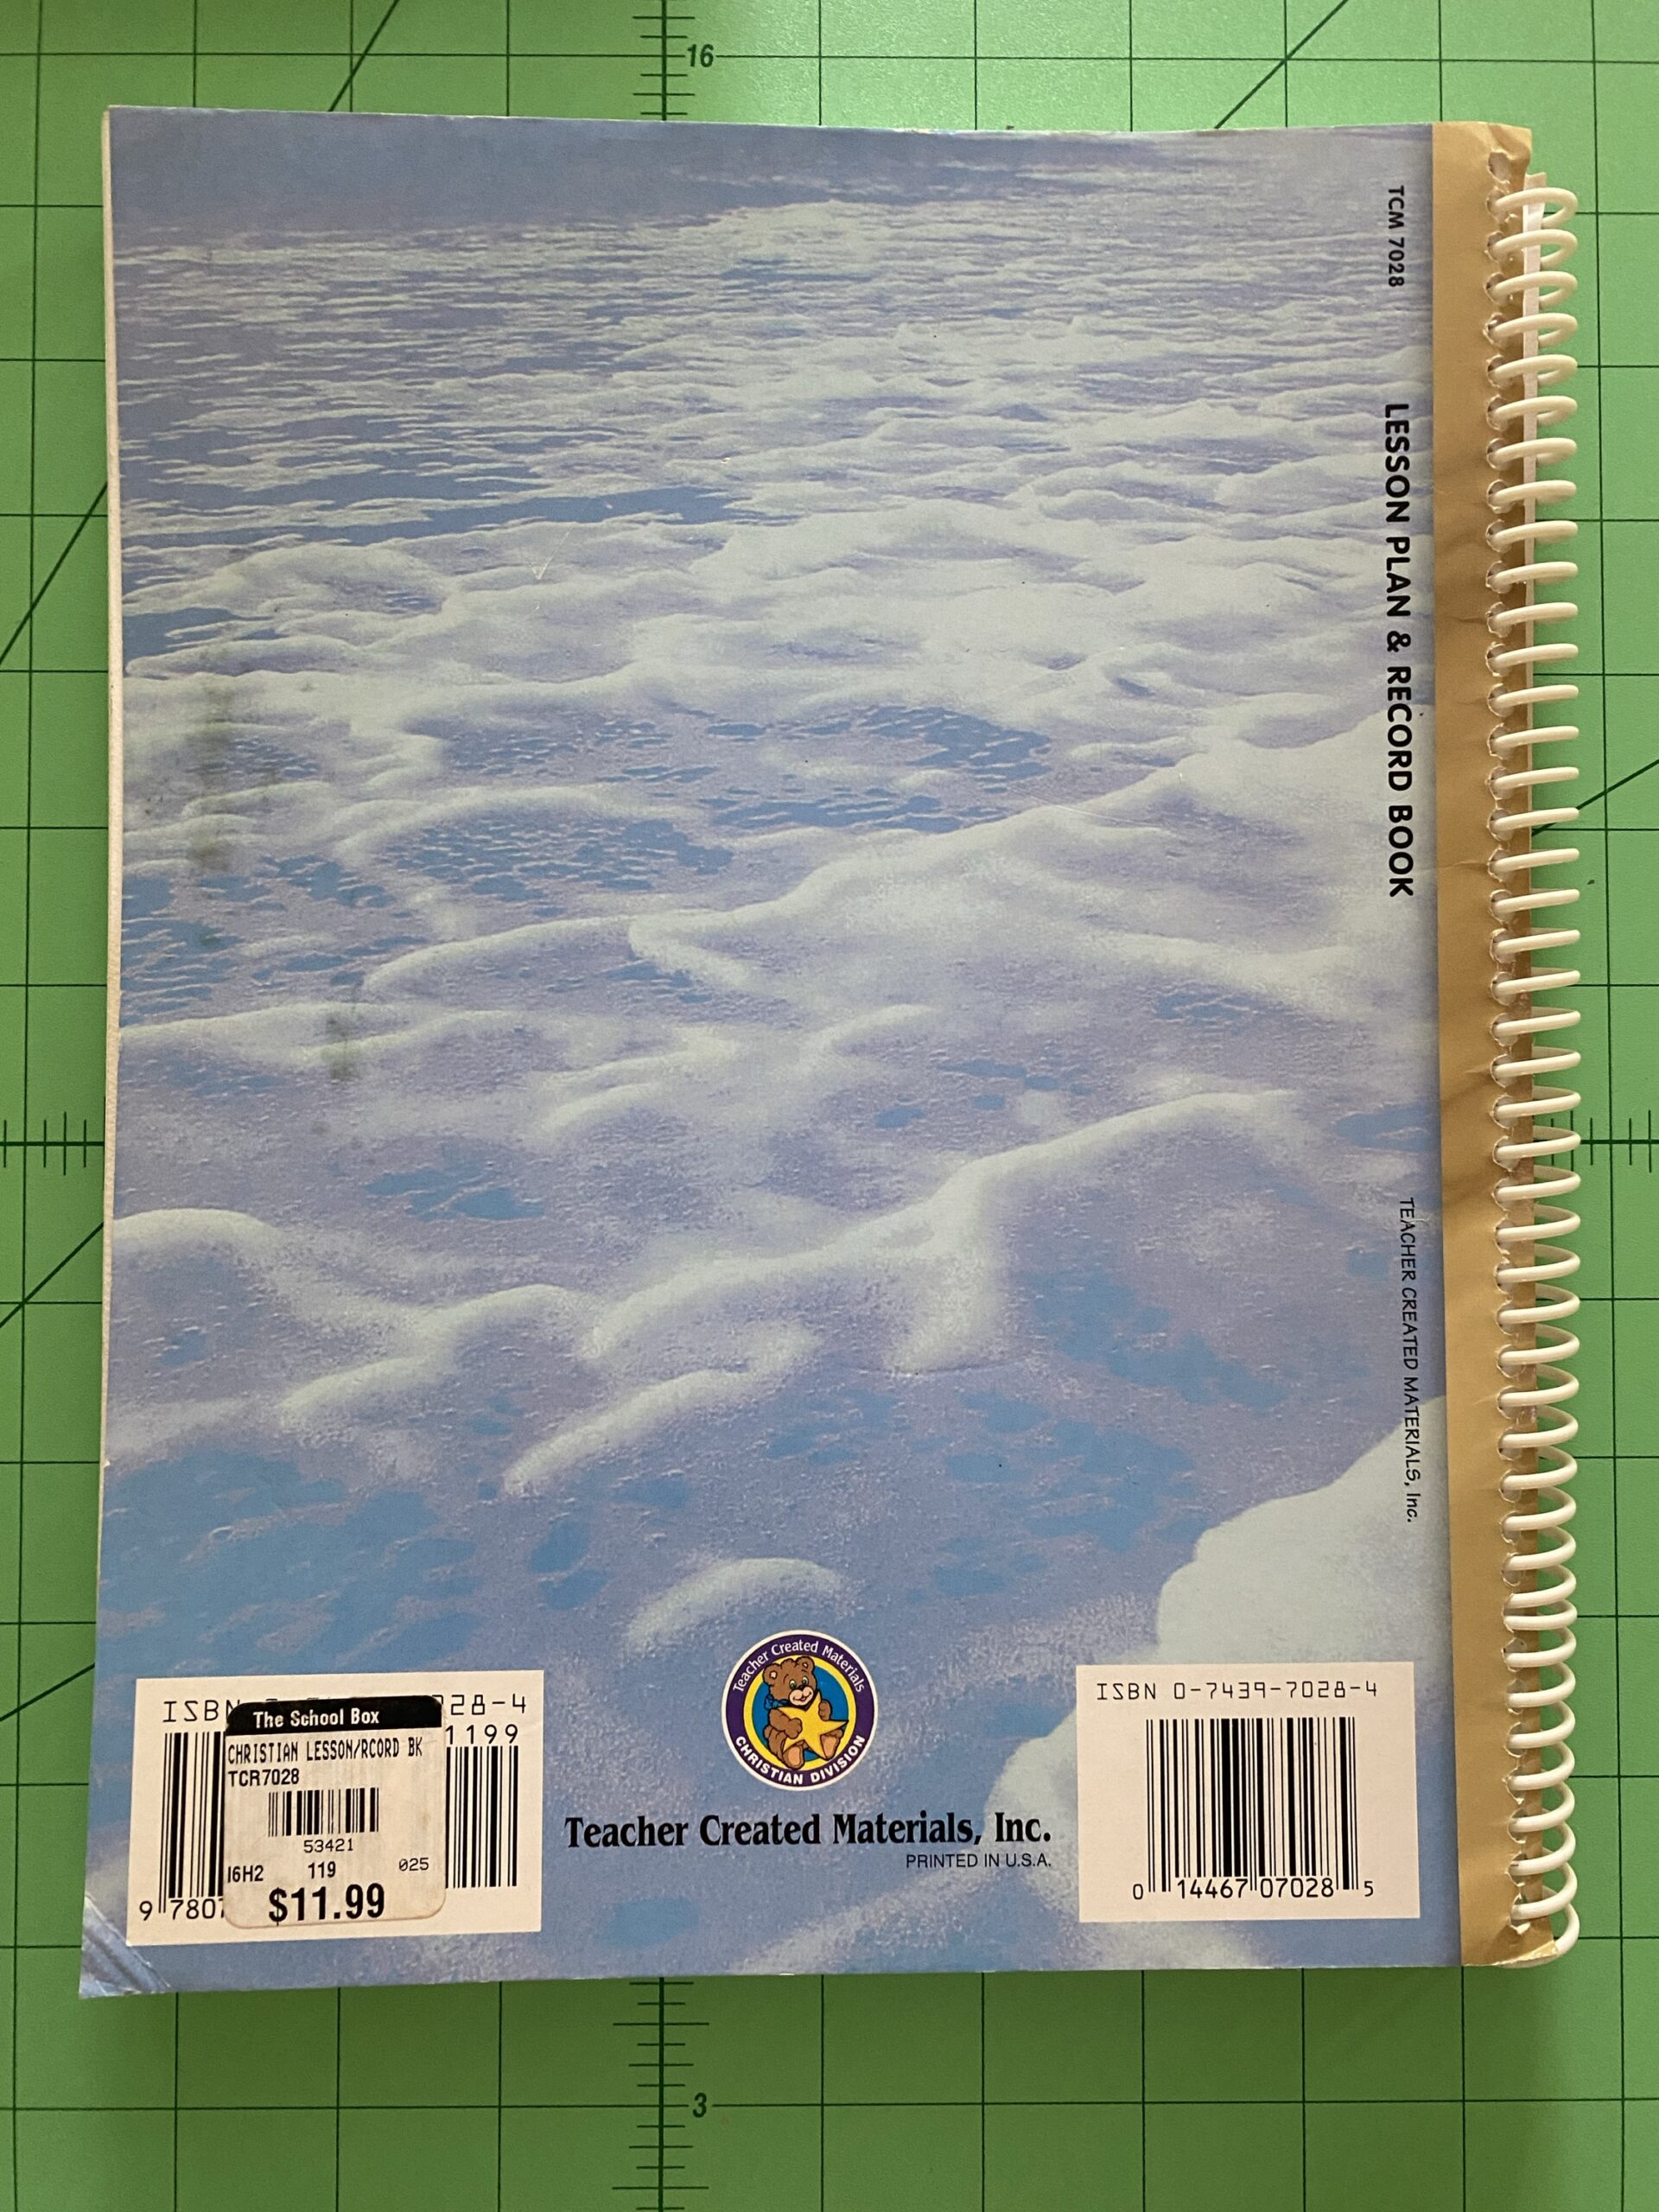 16
TCM 7028
LESSON PLAN & RECORD BOOK
TEACHER CREATED MATERIALS, Inc.
ISBN 28-4
1199
The School Box
CHRISTIAN LESSON/RCORD BK
TCR7028
53421
I6H2 119 025
$11.99
9 780
Teacher Created Materials
CHRISTIAN DIVISION
Teacher Created Materials, Inc.
PRINTED IN U.S.A.
ISBN 0-7439-7028-4
0 14467 07028 5
3